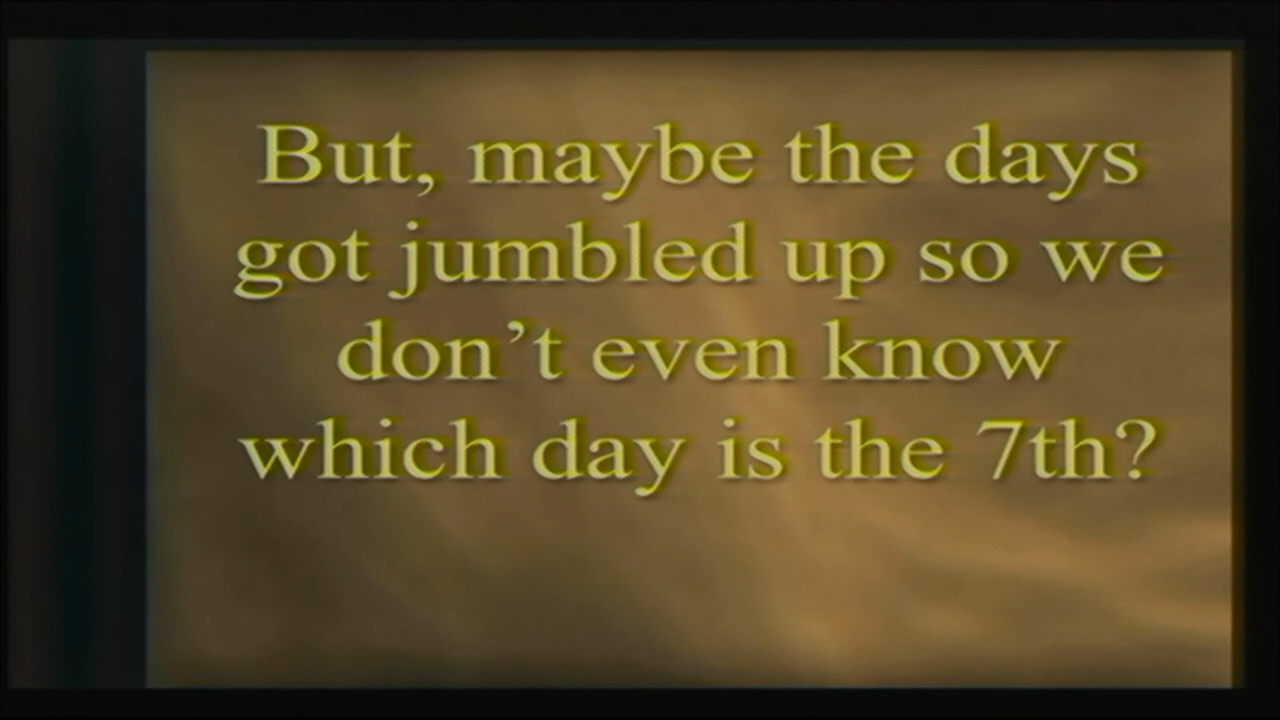 But, maybe the days
got jumbled up so we
don’t even know
which day is the 7th?